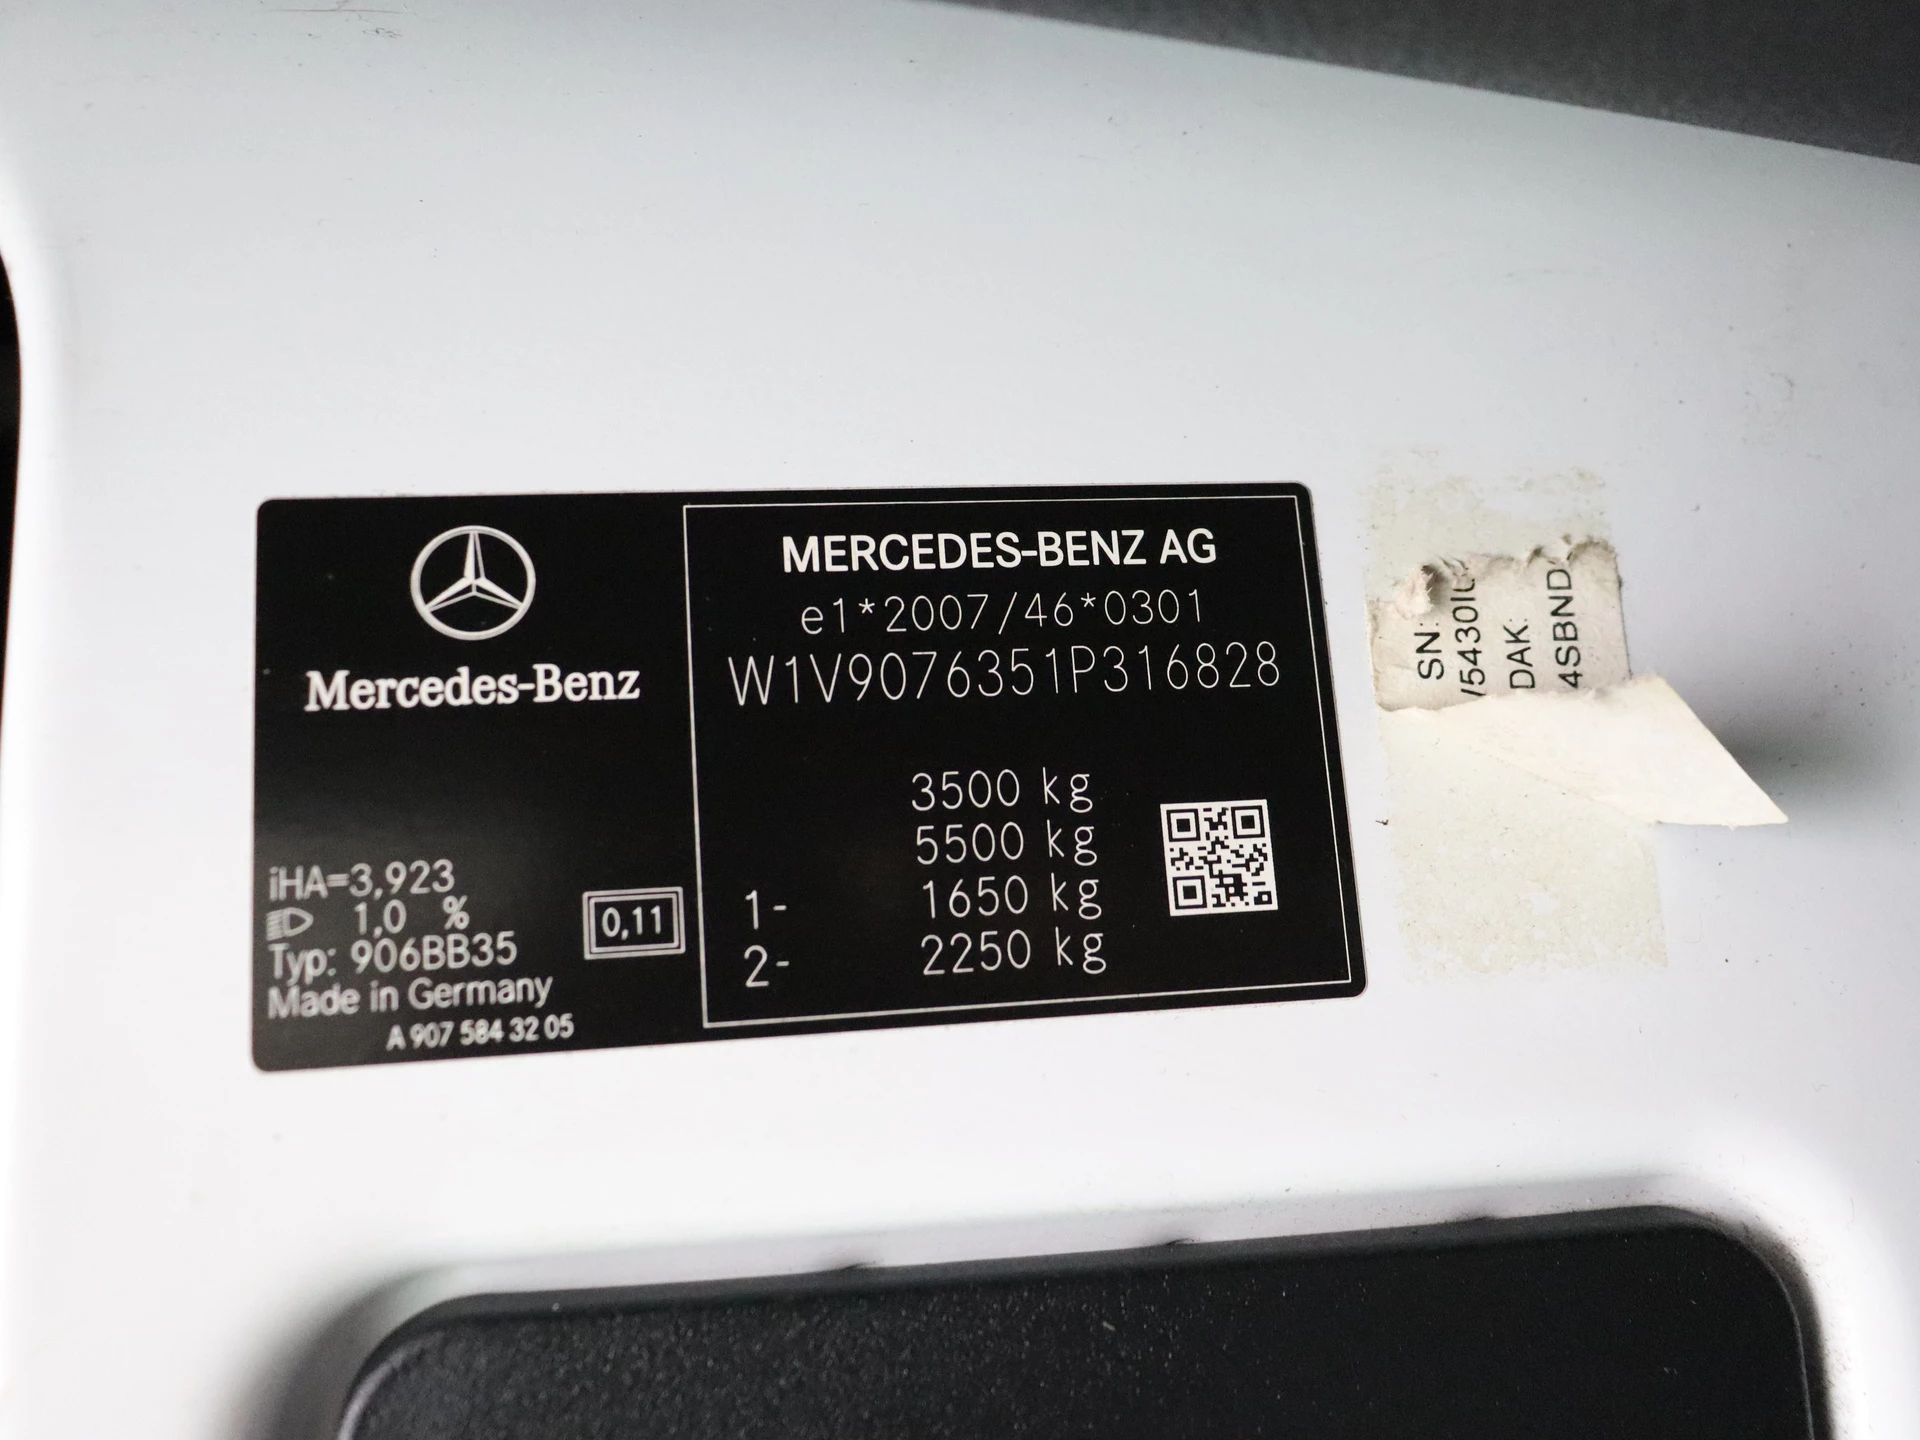 Mercedes-Benz
iHA=3,923
1,0 %
Typ: 906BB35
Made in Germany
A 907 584 32 05
0,11
MERCEDES-BENZ AG
e1*2007/46*0301
W1V9076351P316828
3500 kg
5500 kg
1- 1650 kg
2- 2250 kg
SN:
DAK:
4SBND